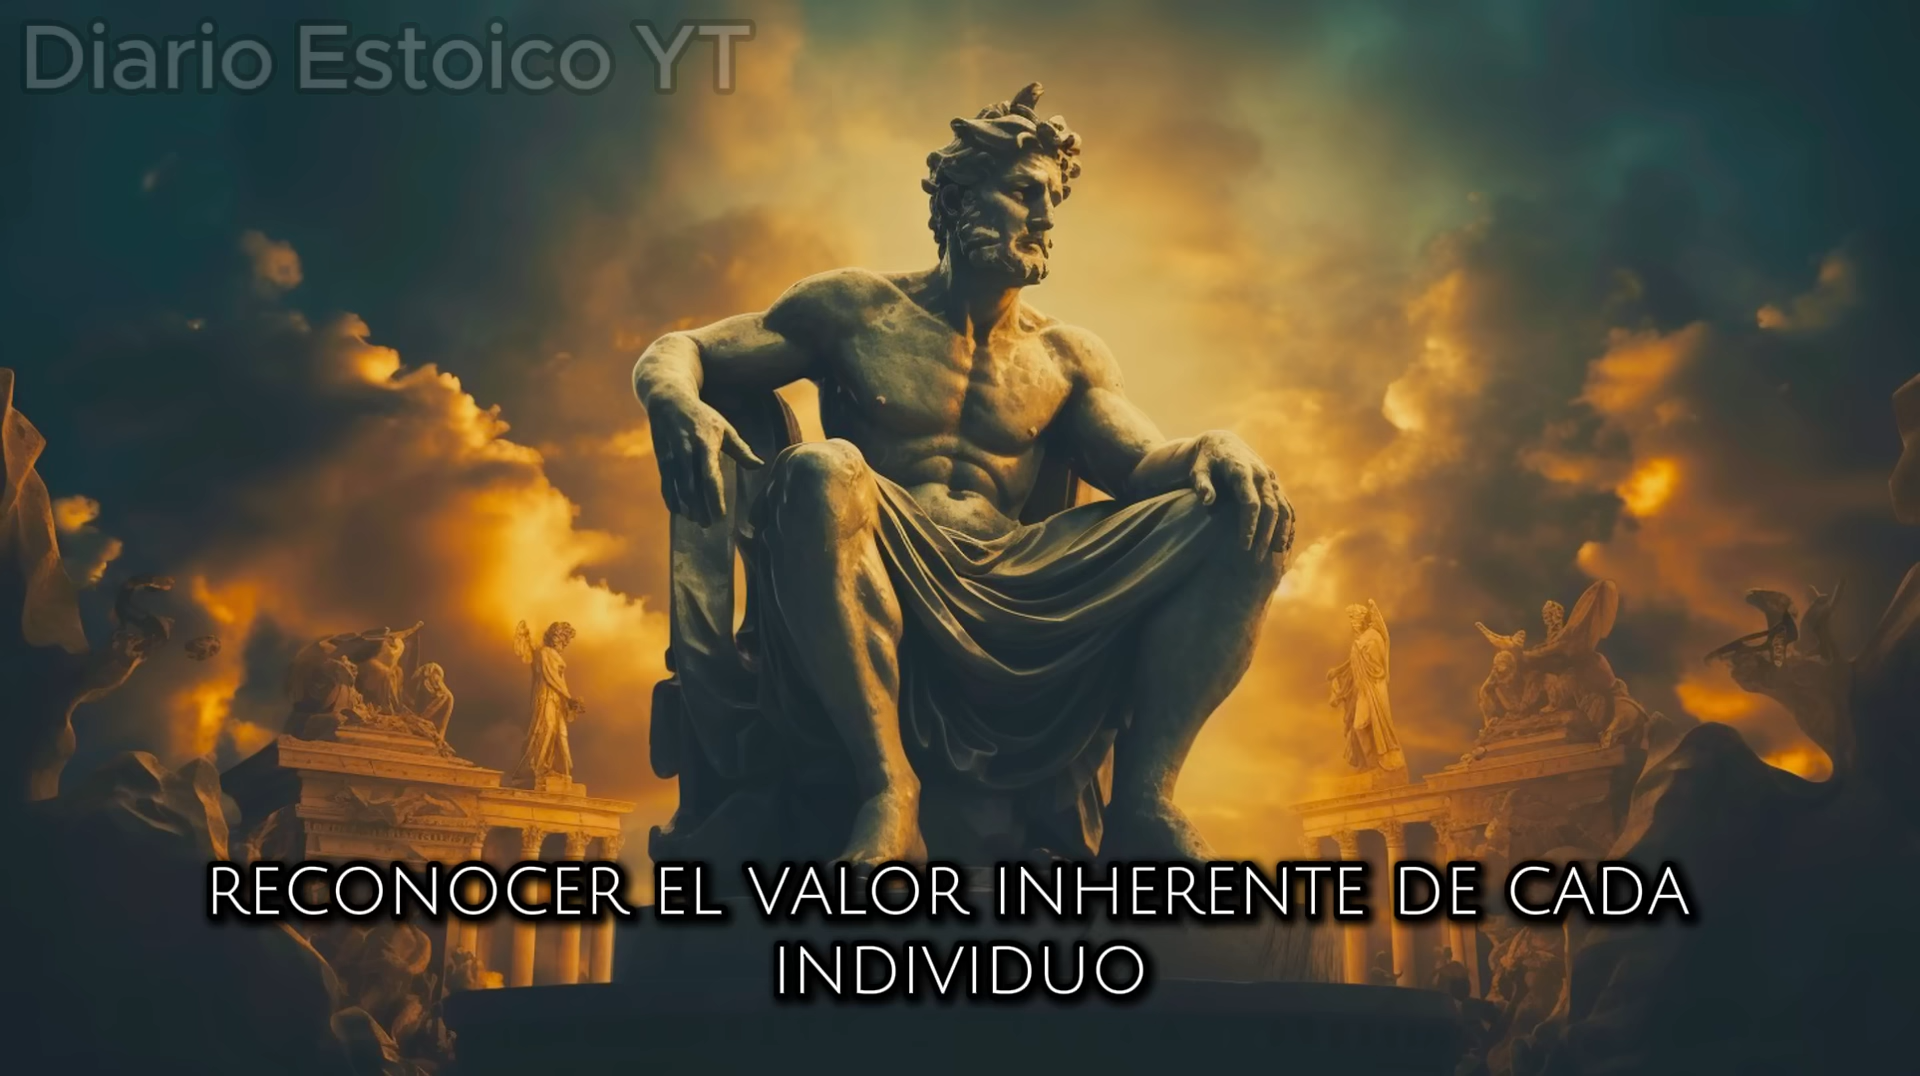 Diario Estoico YT
RECONOCER EL VALOR INHERENTE DE CADA
INDIVIDUO